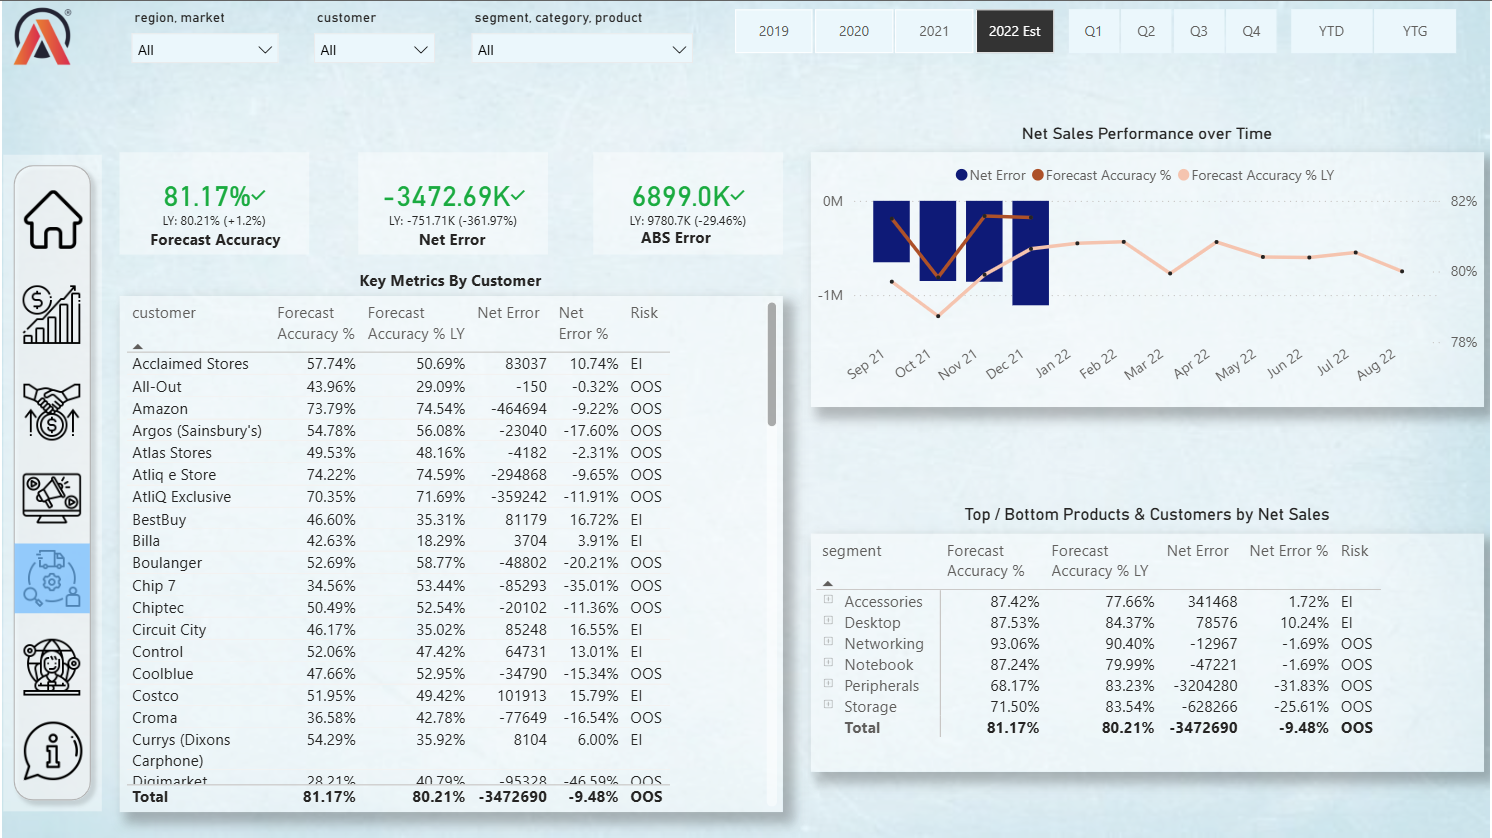 region, market
customer
segment, category, product
All
All
All
2019
2020
2021
2022 Est
Q1
Q2
Q3
Q4
YTD
YTG
81.17%
LY: 80.21% (+1.2%)
Forecast Accuracy
-3472.69K
LY: -751.71K (-361.97%)
Net Error
6899.0K
LY: 9780.7K (-29.46%)
ABS Error
Key Metrics By Customer
customer Forecast Accuracy % Forecast Accuracy % LY Net Error Net Error % Risk
Acclaimed Stores 57.74% 50.69% 83037 10.74% EI
All-Out 43.96% 29.09% -150 -0.32% OOS
Amazon 73.79% 74.54% -464694 -9.22% OOS
Argos (Sainsbury's) 54.78% 56.08% -23040 -17.60% OOS
Atlas Stores 49.53% 48.16% -4182 -2.31% OOS
Atliq e Store 74.22% 74.59% -294868 -9.65% OOS
AtliQ Exclusive 70.35% 71.69% -359242 -11.91% OOS
BestBuy 46.60% 35.31% 81179 16.72% EI
Billa 42.63% 18.29% 3704 3.91% EI
Boulanger 52.69% 58.77% -48802 -20.21% OOS
Chip 7 34.56% 53.44% -85293 -35.01% OOS
Chiptec 50.49% 52.54% -20102 -11.36% OOS
Circuit City 46.17% 35.02% 85248 16.55% EI
Control 52.06% 47.42% 64731 13.01% EI
Coolblue 47.66% 52.95% -34790 -15.34% OOS
Costco 51.95% 49.42% 101913 15.79% EI
Croma 36.58% 42.78% -77649 -16.54% OOS
Currys (Dixons Carphone) 54.29% 35.92% 8104 6.00% EI
Digimarket 28.21% 40.79% -95328 -46.59% OOS
Total 81.17% 80.21% -3472690 -9.48% OOS
Net Sales Performance over Time
Net Error Forecast Accuracy % Forecast Accuracy % LY
0M
-1M
82%
80%
78%
Sep 21
Oct 21
Nov 21
Dec 21
Jan 22
Feb 22
Mar 22
Apr 22
May 22
Jun 22
Jul 22
Aug 22
Top / Bottom Products & Customers by Net Sales
segment Forecast Accuracy % Forecast Accuracy % LY Net Error Net Error % Risk
Accessories 87.42% 77.66% 341468 1.72% EI
Desktop 87.53% 84.37% 78576 10.24% EI
Networking 93.06% 90.40% -12967 -1.69% OOS
Notebook 87.24% 79.99% -47221 -1.69% OOS
Peripherals 68.17% 83.23% -3204280 -31.83% OOS
Storage 71.50% 83.54% -628266 -25.61% OOS
Total 81.17% 80.21% -3472690 -9.48% OOS